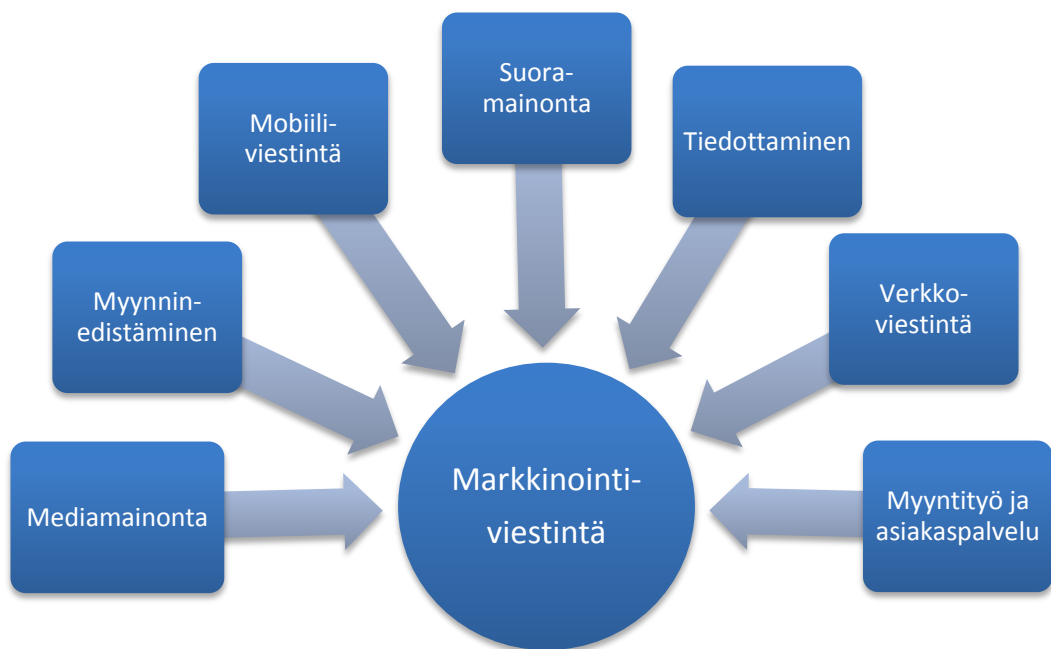 Suora-
mainonta
Mobiili-
viestintä
Tiedottaminen
Myynnin-
edistäminen
Verkko-
viestintä
Mediamainonta
Markkinointi-
viestintä
Myyntityö ja
asiakaspalvelu